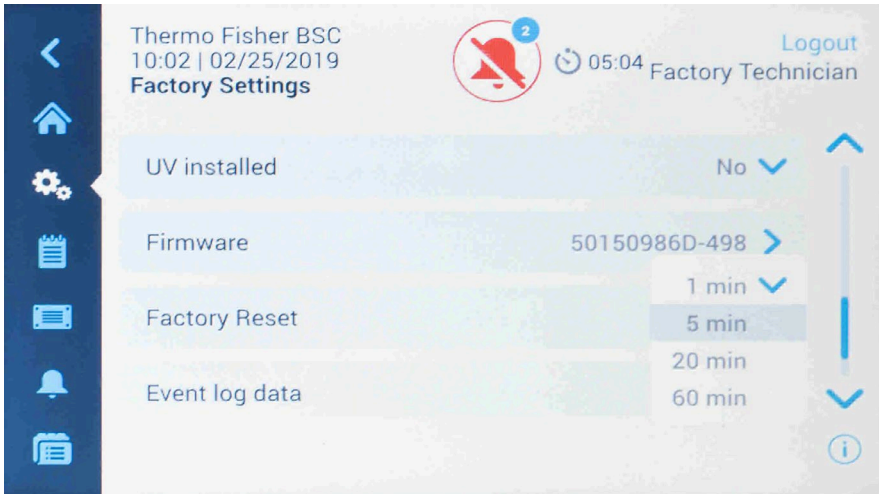 Thermo Fisher BSC
10:02 | 02/25/2019
Factory Settings
2
05:04
Logout
Factory Technician
UV installed No
Firmware 50150986D-498
1 min
Factory Reset
5 min
20 min
Event log data
60 min